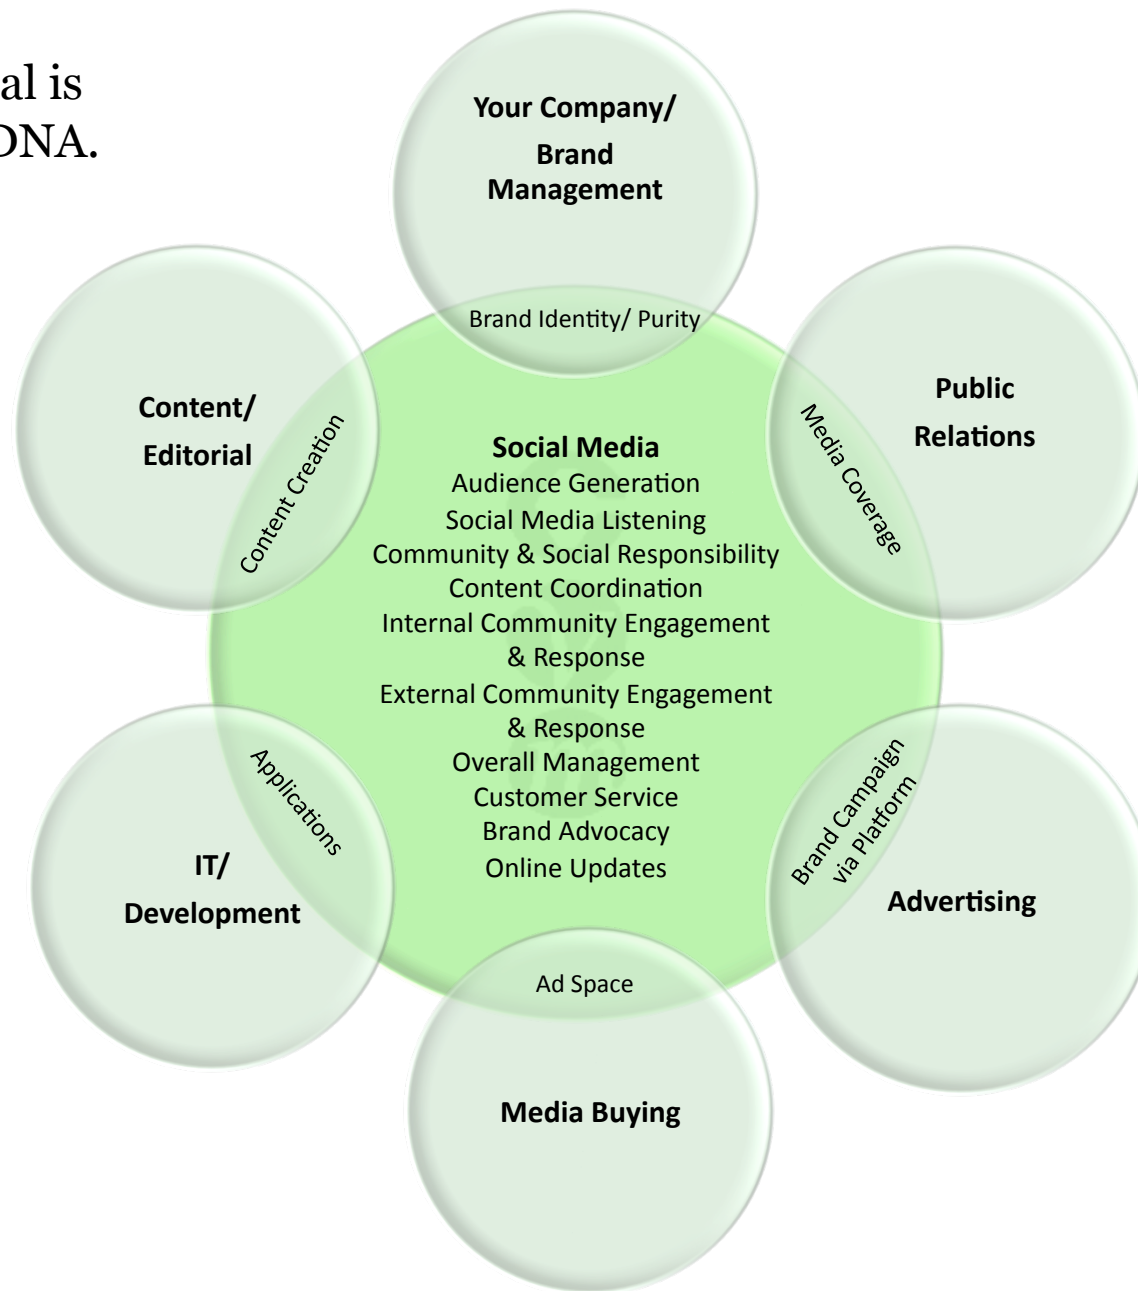 al is
DNA.
Your Company/
Brand
Management
Brand Identity/ Purity
Content/
Editorial
Content Creation
Public
Relations
Media Coverage
Social Media
Audience Generation
Social Media Listening
Community & Social Responsibility
Content Coordination
Internal Community Engagement
& Response
External Community Engagement
& Response
Overall Management
Customer Service
Brand Advocacy
Online Updates
Applications
IT/
Development
Brand Campaign
via Platform
Advertising
Ad Space
Media Buying